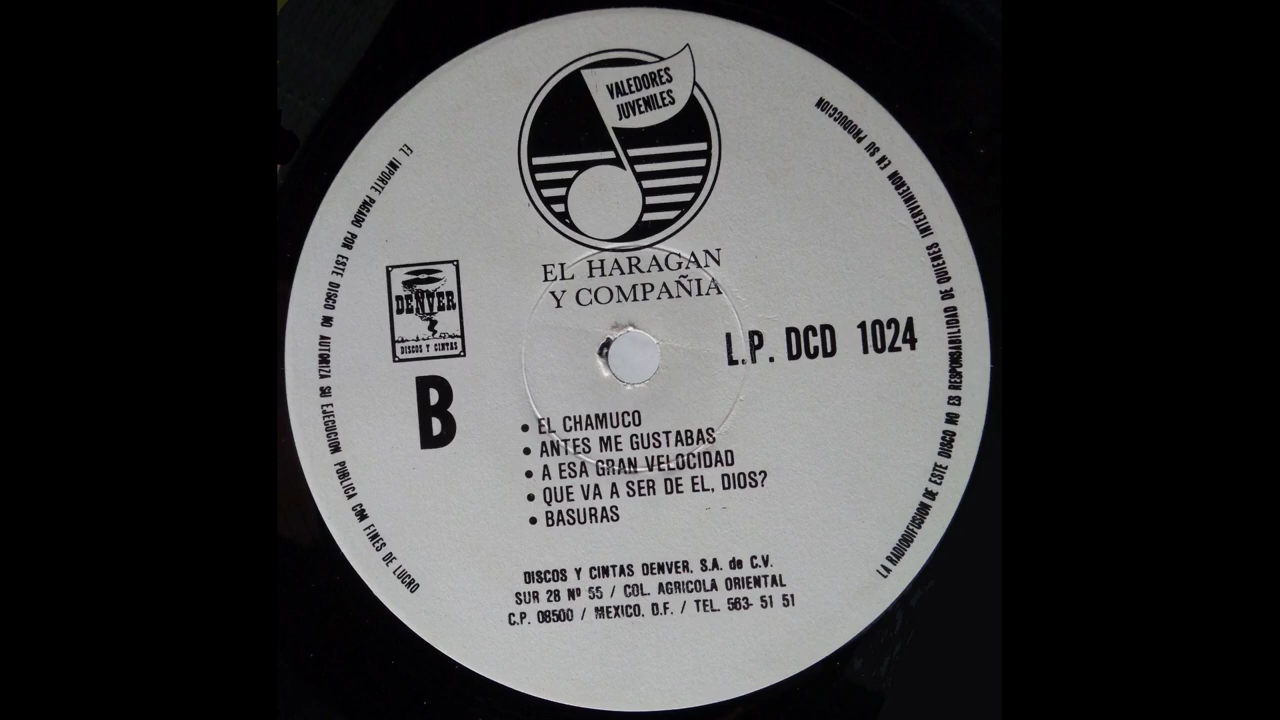 VALEDORES
JUVENILES
EL HARAGAN
Y COMPAÑIA
DENVER
DISCOS Y CINTAS
B
L.P. DCD 1024
• EL CHAMUCO
• ANTES ME GUSTABAS
• A ESA GRAN VELOCIDAD
• QUE VA A SER DE EL, DIOS?
• BASURAS
DISCOS Y CINTAS DENVER, S.A. de C.V.
SUR 28 Nº 55 / COL. AGRICOLA ORIENTAL
C.P. 08500 / MEXICO, D.F. / TEL. 563- 51 51
EL IMPORTE PAGADO POR ESTE DISCO NO AUTORIZA SU EJECUCION PUBLICA CON FINES DE LUCRO
LA RADIODIFUSION DE ESTE DISCO NO ES RESPONSABILIDAD DE QUIENES INTERVINIERON EN SU PRODUCCION